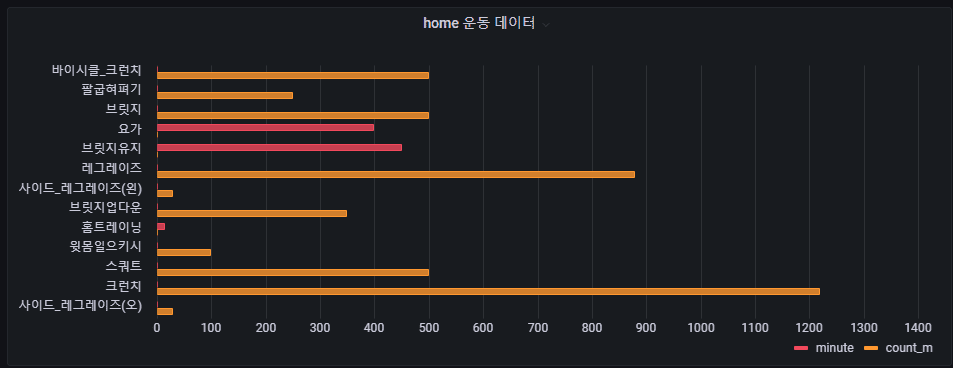 home 운동 데이터
바이시클_크런치
팔굽혀펴기
브릿지
요가
브릿지유지
레그레이즈
사이드_레그레이즈(왼)
브릿지업다운
홈트레이닝
윗몸일으키시
스쿼트
크런치
사이드_레그레이즈(오)
0 100 200 300 400 500 600 700 800 900 1000 1100 1200 1300 1400
minute count_m